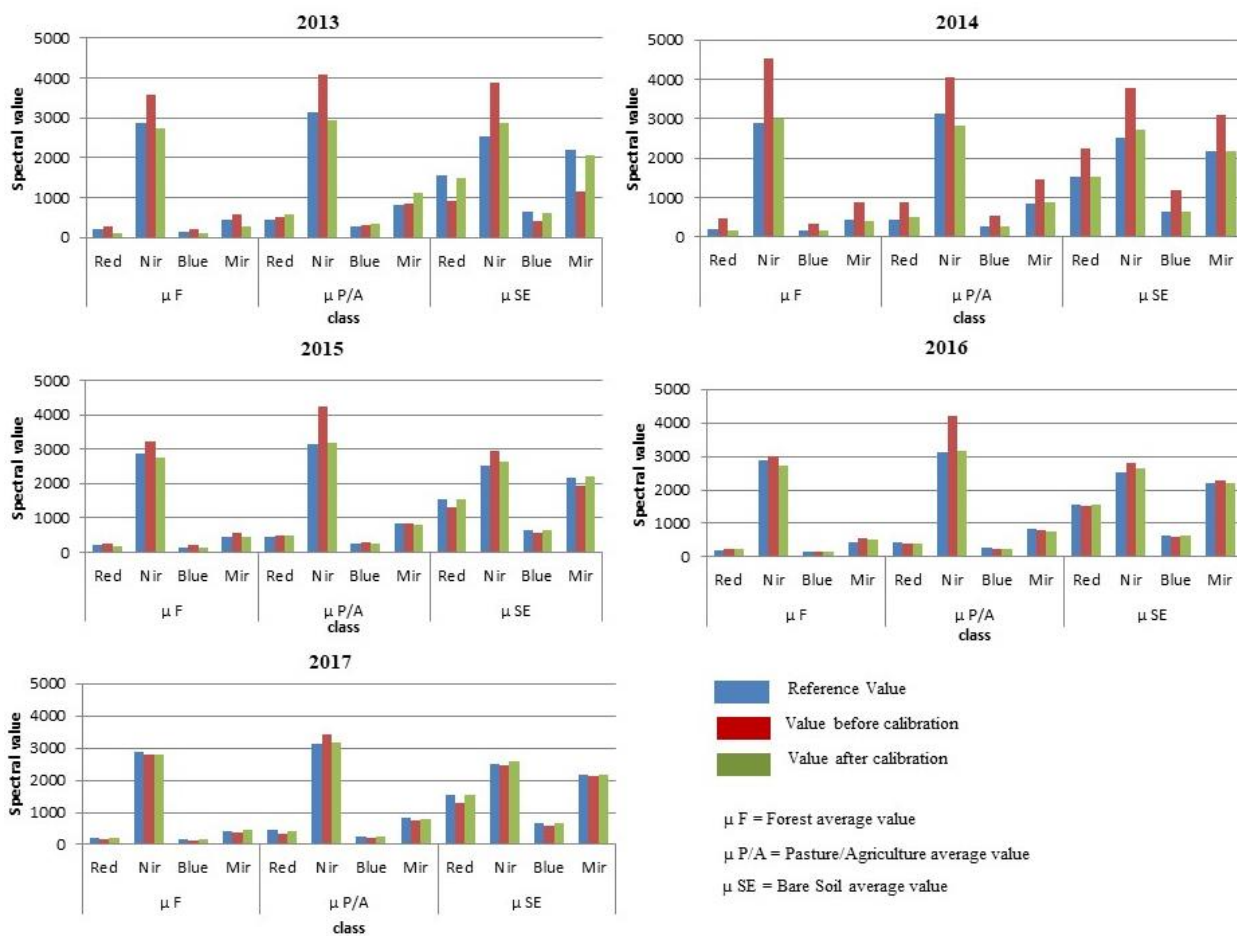 2013
5000
4000
3000
2000
1000
0
Spectral value
Red Nir Blue Mir Red Nir Blue Mir Red Nir Blue Mir
μ F μ P/A μ SE
class
2014
5000
4000
3000
2000
1000
0
Spectral value
Red Nir Blue Mir Red Nir Blue Mir Red Nir Blue Mir
μ F μ P/A μ SE
class
2015
5000
4000
3000
2000
1000
0
Spectral value
Red Nir Blue Mir Red Nir Blue Mir Red Nir Blue Mir
μ F μ P/A μ SE
class
2016
5000
4000
3000
2000
1000
0
Spectral value
Red Nir Blue Mir Red Nir Blue Mir Red Nir Blue Mir
μ F μ P/A μ SE
class
2017
5000
4000
3000
2000
1000
0
Spectral value
Red Nir Blue Mir Red Nir Blue Mir Red Nir Blue Mir
μ F μ P/A μ SE
class
Reference Value
Value before calibration
Value after calibration
μ F = Forest average value
μ P/A = Pasture/Agriculture average value
μ SE = Bare Soil average value